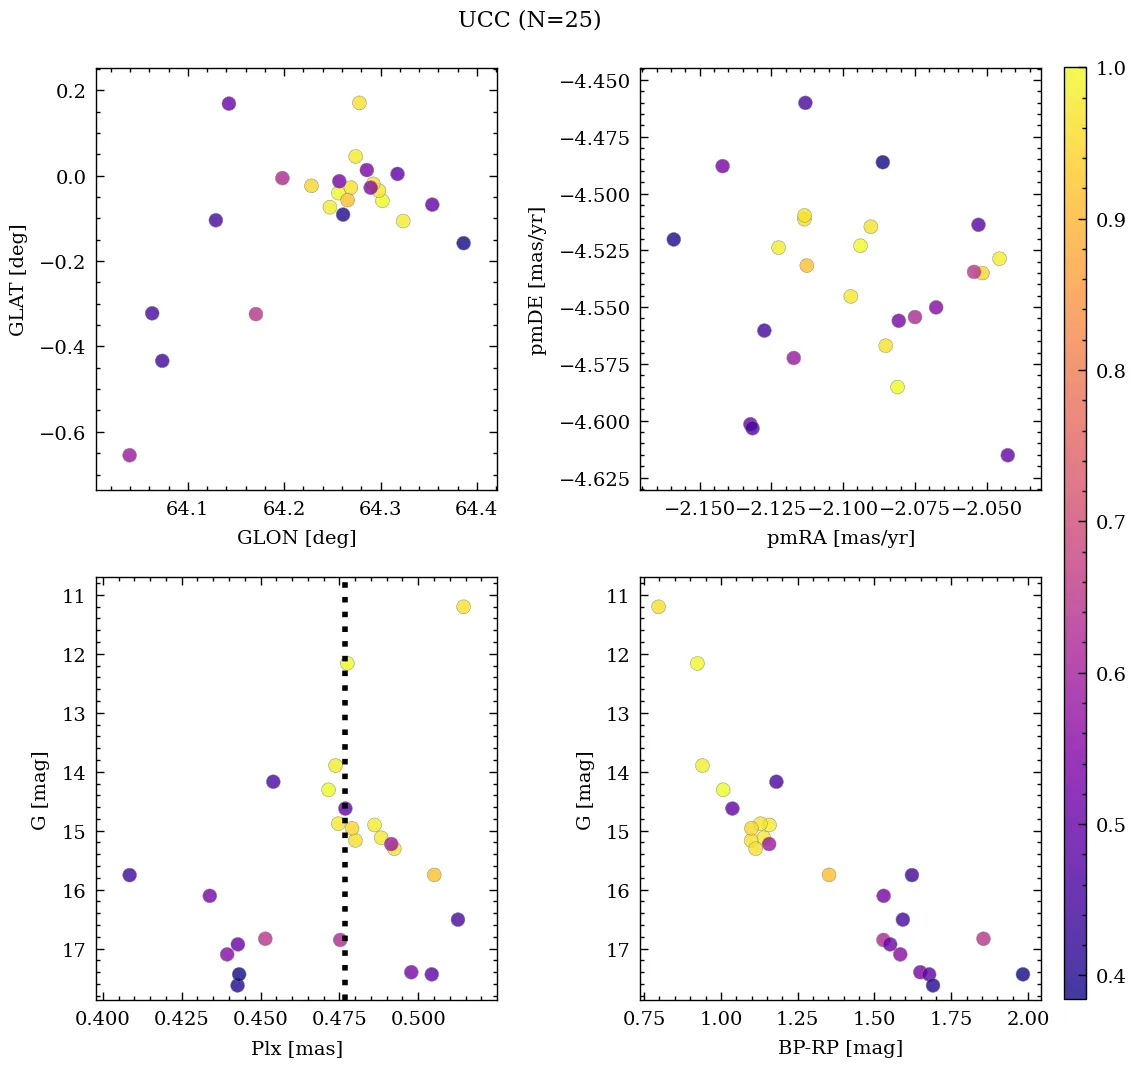 UCC (N=25)
0.2
0.0
−0.2
−0.4
−0.6
GLAT [deg]
64.1 64.2 64.3 64.4
GLON [deg]
−4.450
−4.475
−4.500
−4.525
−4.550
−4.575
−4.600
−4.625
pmDE [mas/yr]
−2.150 −2.125 −2.100 −2.075 −2.050
pmRA [mas/yr]
11
12
13
14
15
16
17
G [mag]
0.400 0.425 0.450 0.475 0.500
Plx [mas]
11
12
13
14
15
16
17
G [mag]
0.75 1.00 1.25 1.50 1.75 2.00
BP-RP [mag]
1.0
0.9
0.8
0.7
0.6
0.5
0.4